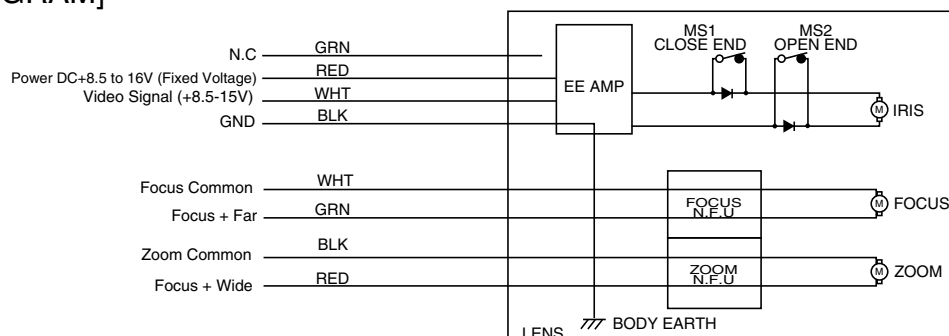 GRAM]
N.C
GRN
Power DC+8.5 to 16V (Fixed Voltage)
RED
Video Signal (+8.5-15V)
WHT
GND
BLK
EE AMP
MS1
CLOSE END
MS2
OPEN END
M
IRIS
Focus Common
WHT
Focus + Far
GRN
FOCUS
N.F.U
M
FOCUS
Zoom Common
BLK
Focus + Wide
RED
ZOOM
N.F.U
M
ZOOM
LENS
BODY EARTH